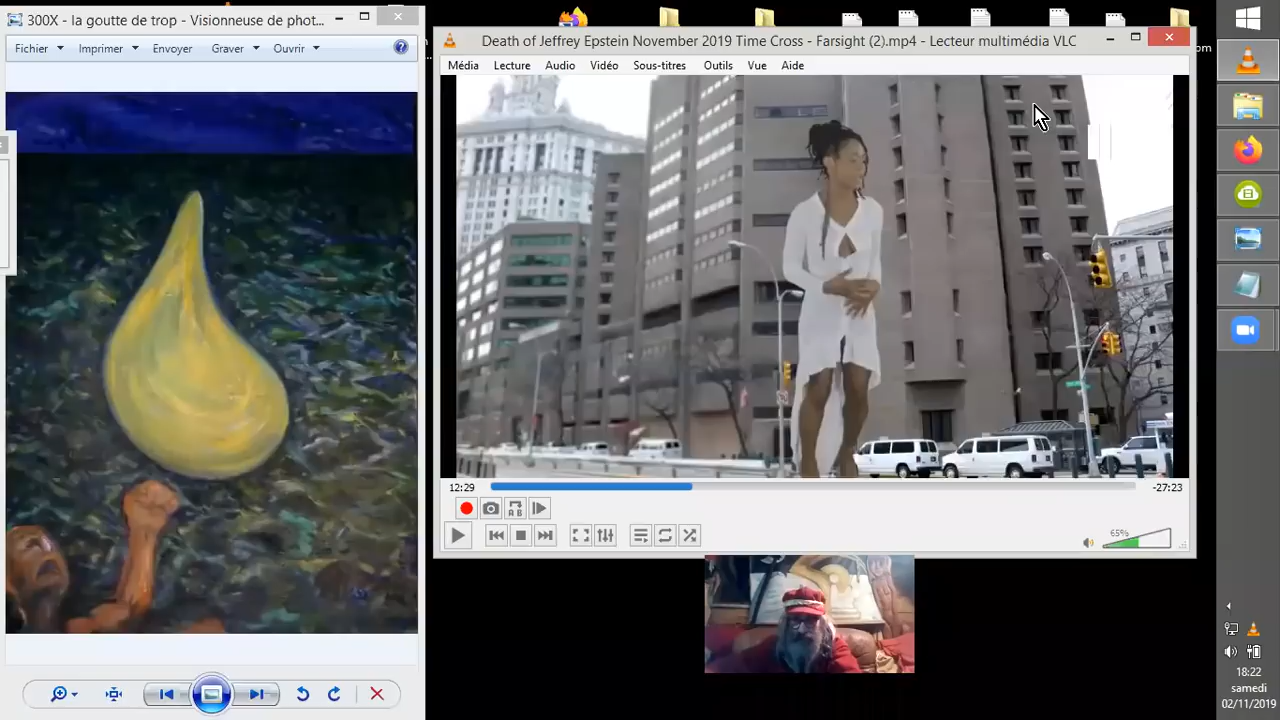 300X - la goutte de trop - Visionneuse de phot...
Fichier Imprimer Envoyer Graver Ouvrir
Death of Jeffrey Epstein November 2019 Time Cross - Farsight (2).mp4 - Lecteur multimédia VLC
Média Lecture Audio Vidéo Sous-titres Outils Vue Aide
12:29 -27:23
65%
18:22
samedi
02/11/2019